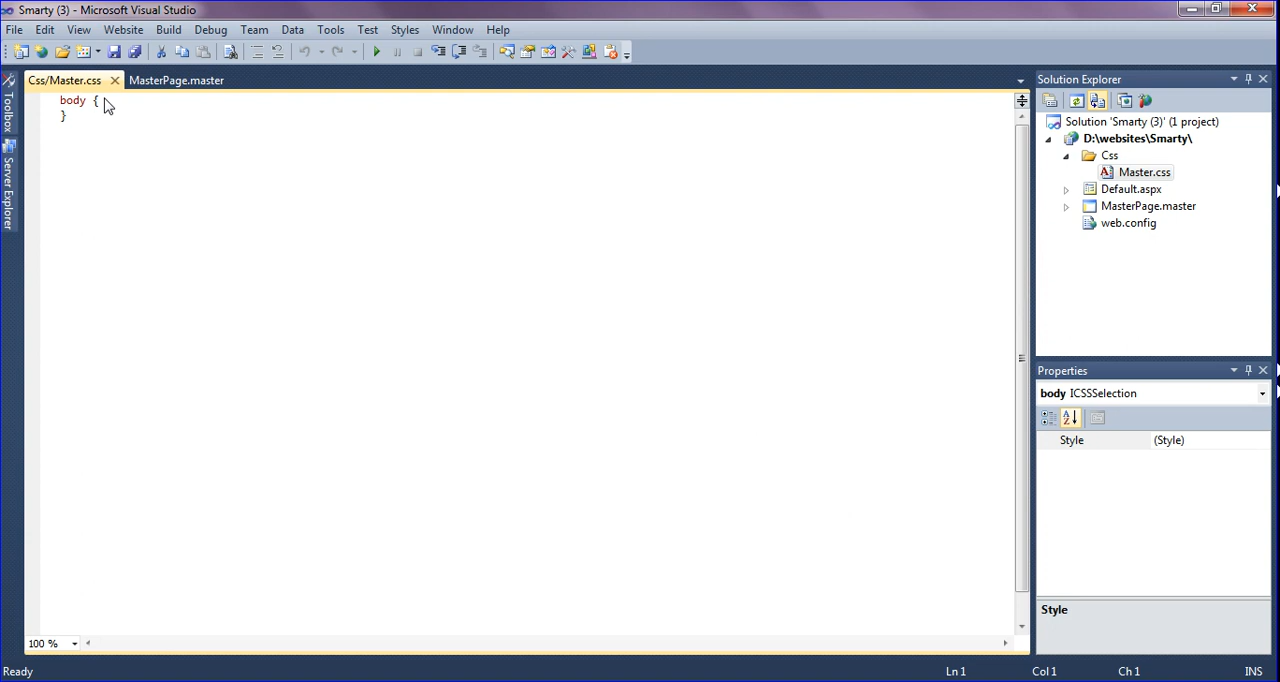 Smarty (3) - Microsoft Visual Studio
File Edit View Website Build Debug Team Data Tools Test Styles Window Help
Css/Master.css MasterPage.master
body {
}
Toolbox
Server Explorer
Solution Explorer
Solution 'Smarty (3)' (1 project)
D:\websites\Smarty\
Css
Master.css
Default.aspx
MasterPage.master
web.config
Properties
body ICSSSelection
Style (Style)
Style
100 %
Ready Ln 1 Col 1 Ch 1 INS